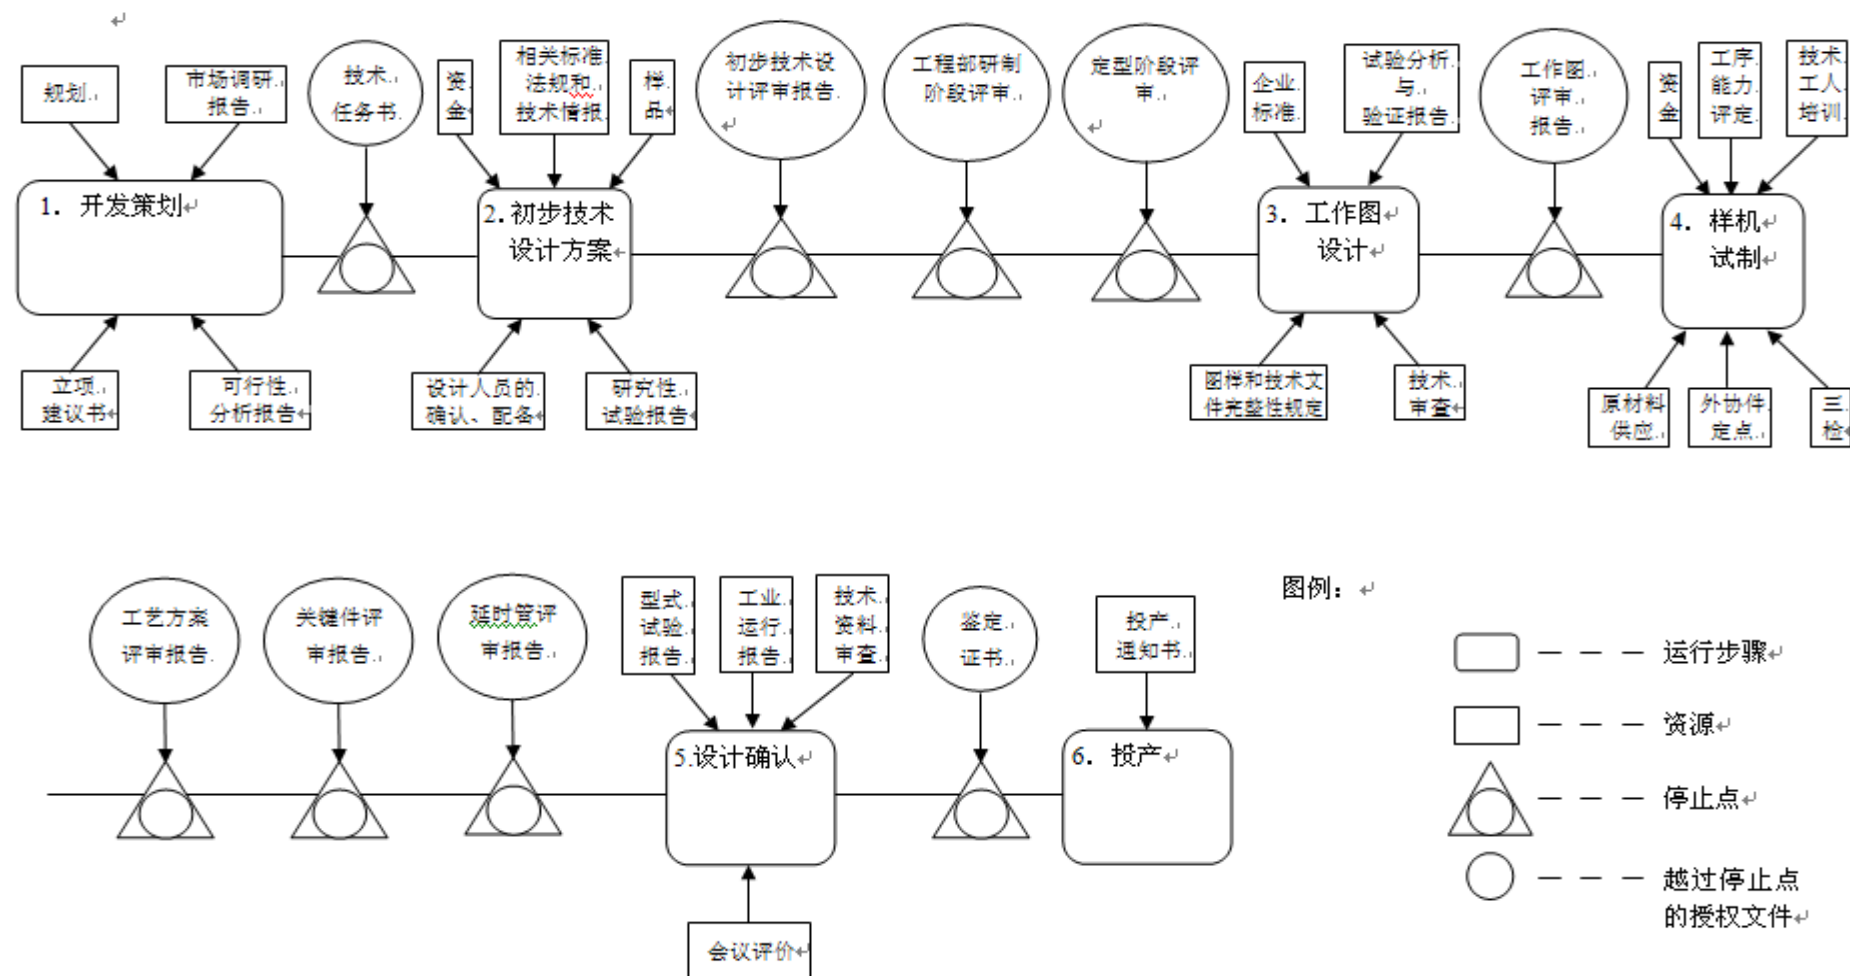 规划
市场调研
报告
技术
任务书
资
金
相关标准
法规和
技术情报
样
品
初步技术设
计评审报告
工程部研制
阶段评审
定型阶段评
审
企业
标准
试验分析
与
验证报告
工作图
评审
报告
资
金
工序
能力
评定
技术
工人
培训
1. 开发策划
2.初步技术
设计方案
3. 工作图
设计
4. 样机
试制
立项
建议书
可行性
分析报告
设计人员的
确认、配备
研究性
试验报告
图样和技术文
件完整性规定
技术
审查
原材料
供应
外协件
定点
三
检
工艺方案
评审报告
关键件评
审报告
延时管评
审报告
型式
试验
报告
工业
运行
报告
技术
资料
审查
鉴定
证书
投产
通知书
5.设计确认
6. 投产
会议评价
图例：
运行步骤
资源
停止点
越过停止点
的授权文件